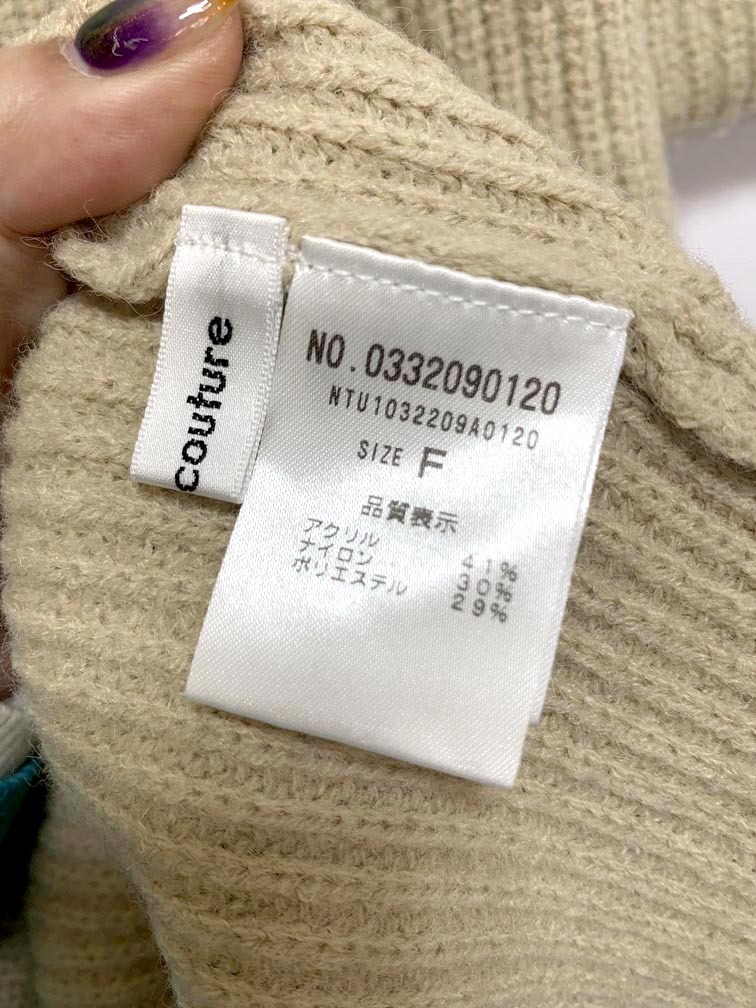 couture
NO.0332090120
NTU1032209A0120
SIZE F
品質表示
アクリル 41%
ナイロン 30%
ポリエステル 29%